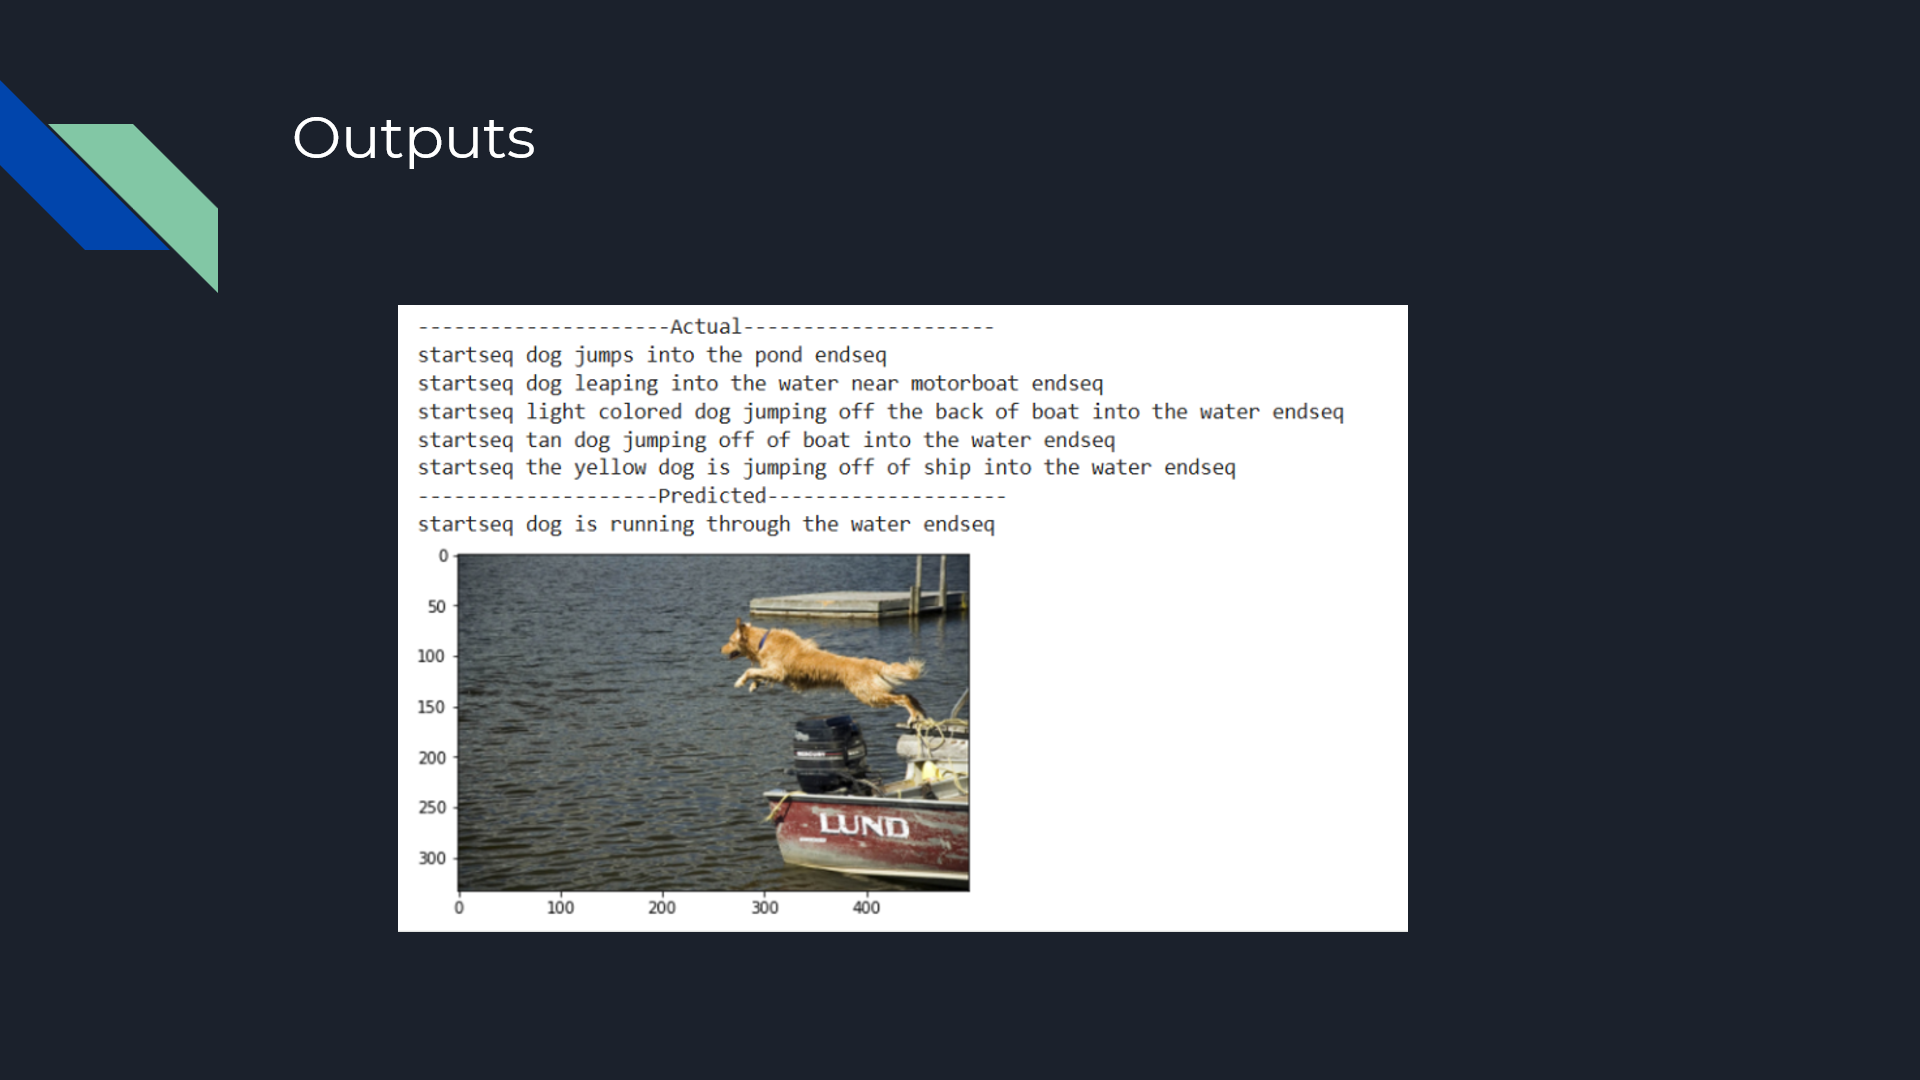 Outputs
---------------------Actual---------------------
startseq dog jumps into the pond endseq
startseq dog leaping into the water near motorboat endseq
startseq light colored dog jumping off the back of boat into the water endseq
startseq tan dog jumping off of boat into the water endseq
startseq the yellow dog is jumping off of ship into the water endseq
--------------------Predicted--------------------
startseq dog is running through the water endseq
0
50
100
150
200
250
300
LUND
0 100 200 300 400